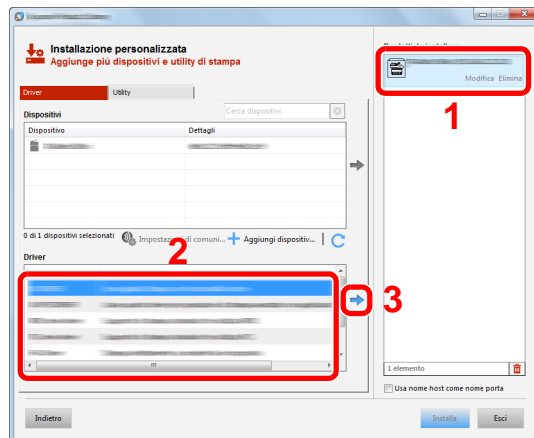 Installazione personalizzata
Aggiunge più dispositivi e utility di stampa
Modifica Elimina
1
Driver Utility
Dispositivi
Cerca dispositivi
Dispositivo Dettagli
0 di 1 dispositivi selezionati
Impostazioni di comuni...
Aggiungi dispositiv...
2
Driver
3
1 elemento
Usa nome host come nome porta
Indietro
Installa
Esci